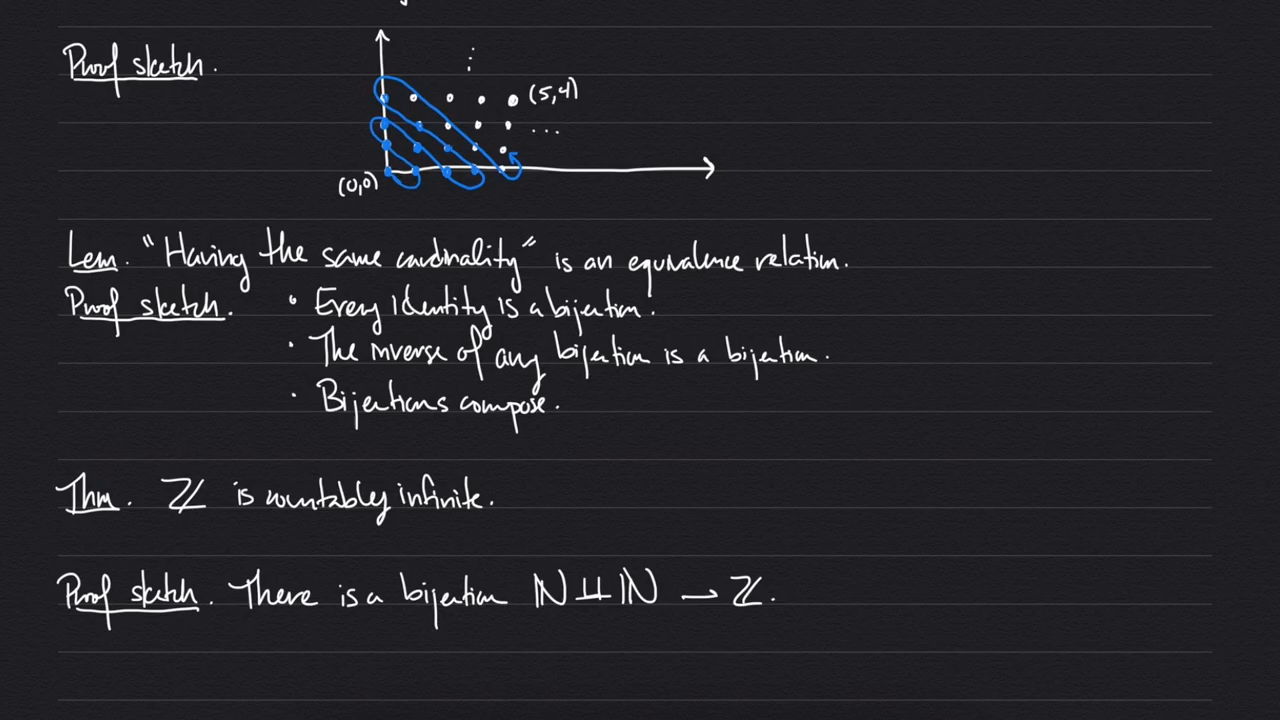 Proof sketch.
(5,4)
...
(0,0)
Lem. "Having the same cardinality" is an equivalence relation.
Proof sketch. • Every identity is a bijection.
• The inverse of any bijection is a bijection.
• Bijections compose.
Thm. ℤ is countably infinite.
Proof sketch. There is a bijection ℕ ⨿ ℕ → ℤ.